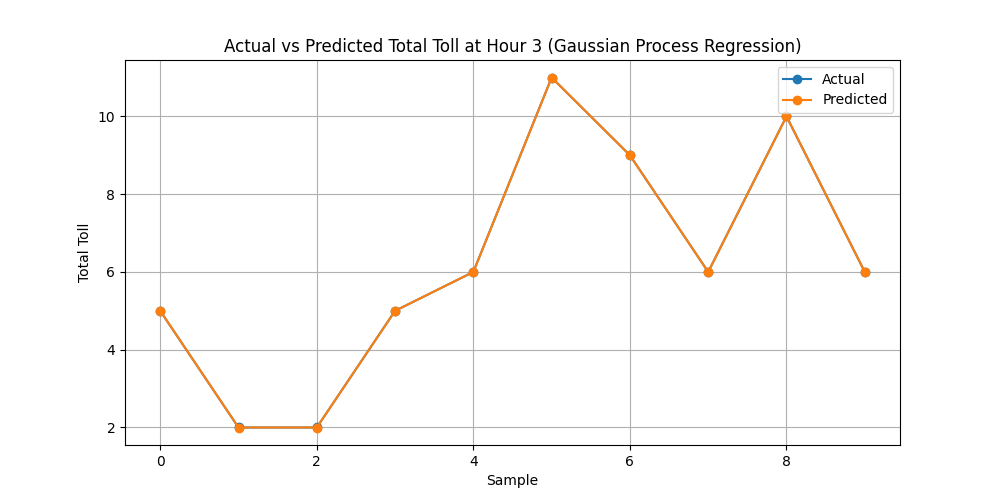 Actual vs Predicted Total Toll at Hour 3 (Gaussian Process Regression)
Actual
Predicted
10
8
6
4
2
Total Toll
0 2 4 6 8
Sample